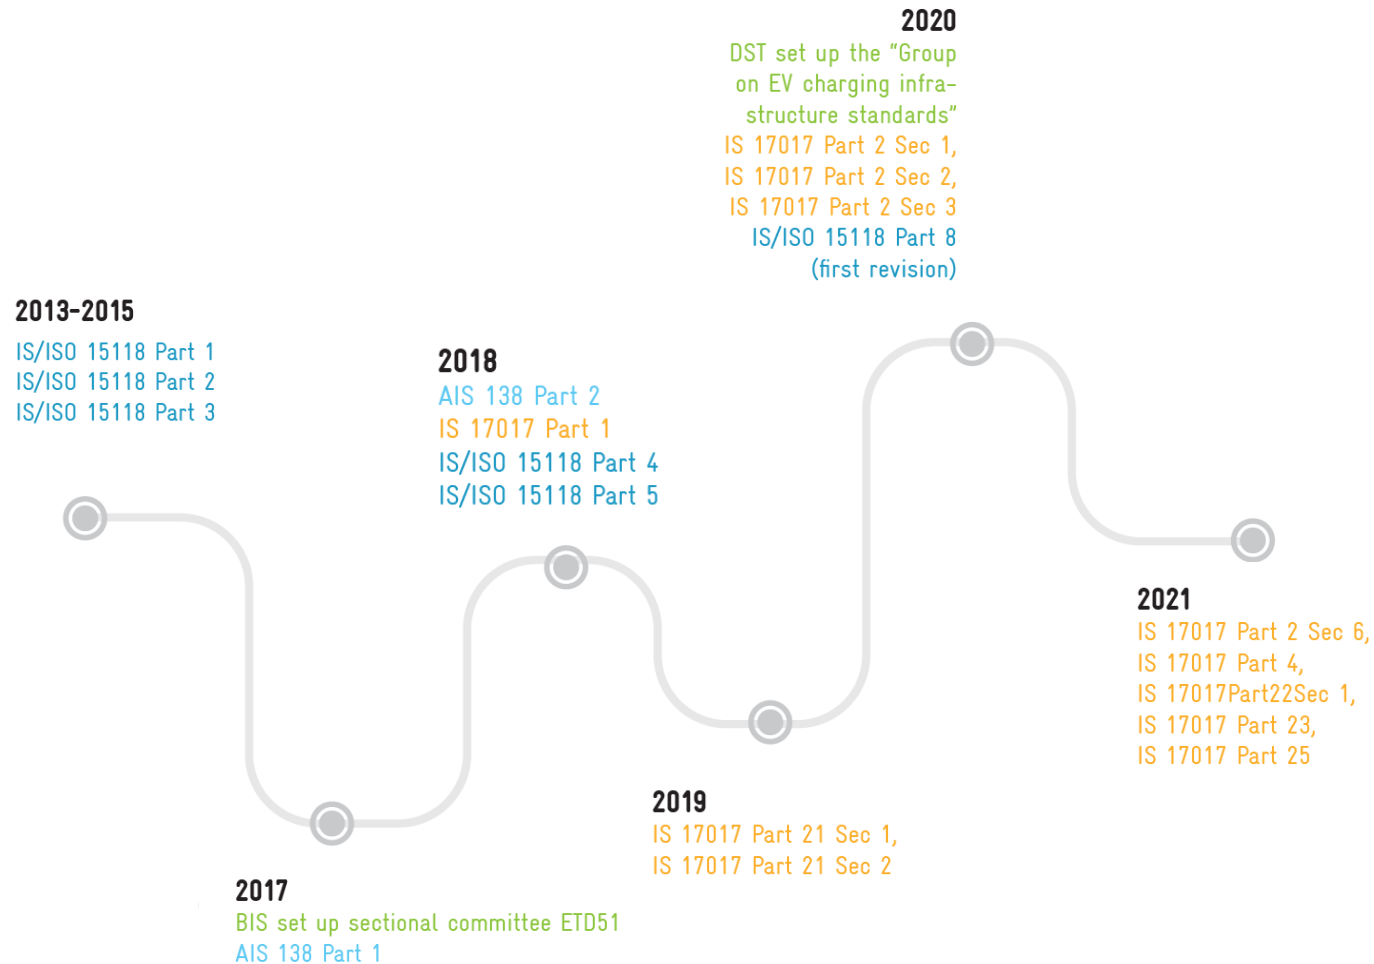 2013-2015
IS/ISO 15118 Part 1
IS/ISO 15118 Part 2
IS/ISO 15118 Part 3
2017
BIS set up sectional committee ETD51
AIS 138 Part 1
2018
AIS 138 Part 2
IS 17017 Part 1
IS/ISO 15118 Part 4
IS/ISO 15118 Part 5
2019
IS 17017 Part 21 Sec 1,
IS 17017 Part 21 Sec 2
2020
DST set up the "Group
on EV charging infra-
structure standards"
IS 17017 Part 2 Sec 1,
IS 17017 Part 2 Sec 2,
IS 17017 Part 2 Sec 3
IS/ISO 15118 Part 8
(first revision)
2021
IS 17017 Part 2 Sec 6,
IS 17017 Part 4,
IS 17017Part22Sec 1,
IS 17017 Part 23,
IS 17017 Part 25